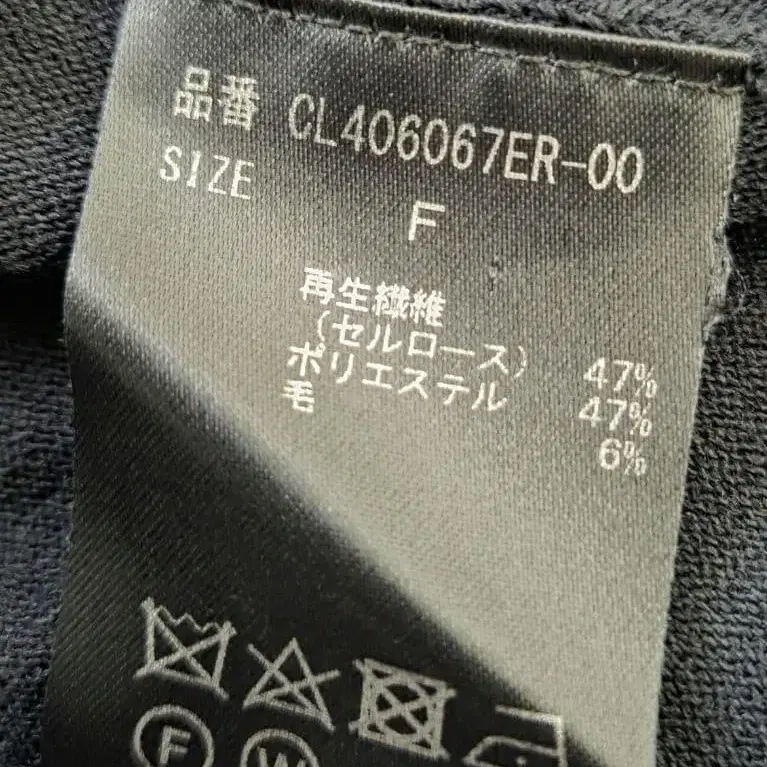 品番 CL406067ER-00
SIZE
F
再生繊維
(セルロース) 47%
ポリエステル 47%
毛 6%
F W